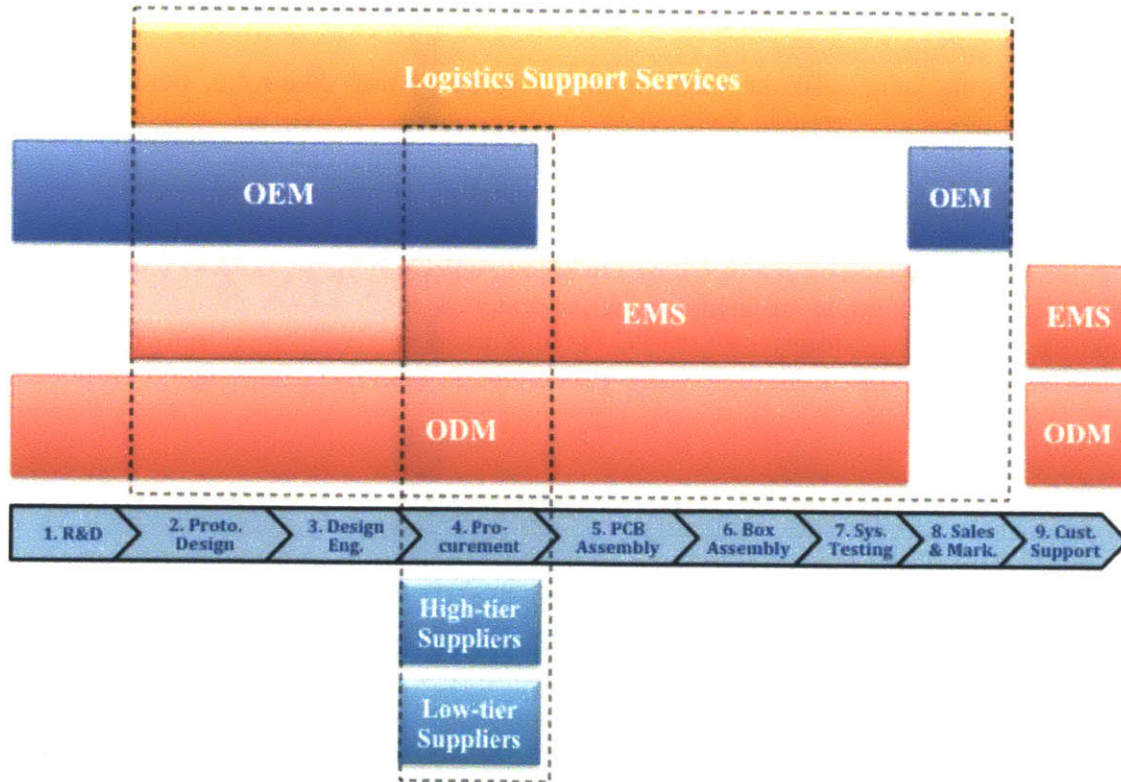 Logistics Support Services
OEM
OEM
EMS
EMS
ODM
ODM
1. R&D
2. Proto.
Design
3. Design
Eng.
4. Pro-
curement
5. PCB
Assembly
6. Box
Assembly
7. Sys.
Testing
8. Sales
& Mark.
9. Cust.
Support
High-tier
Suppliers
Low-tier
Suppliers